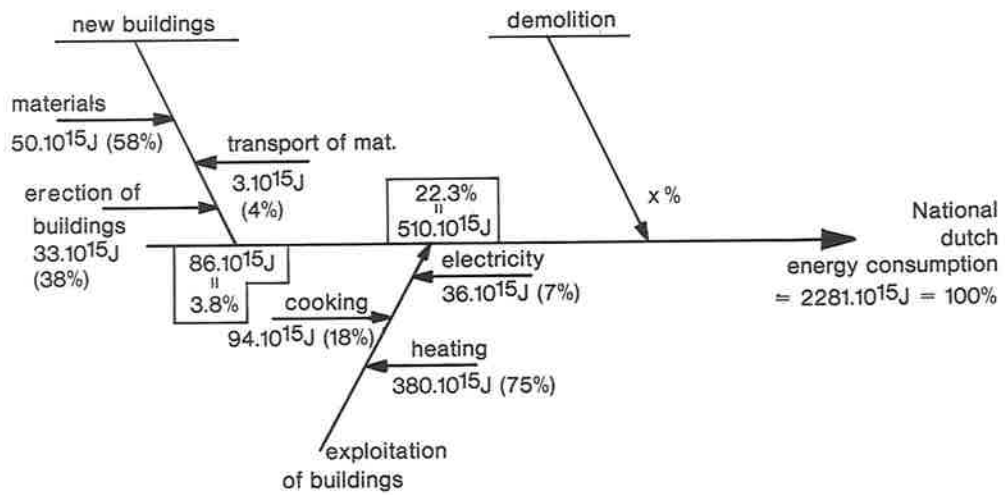 new buildings
demolition
materials
50.10¹⁵J (58%)
transport of mat.
3.10¹⁵J
(4%)
erection of
buildings
33.10¹⁵J
(38%)
86.10¹⁵J
=
3.8%
22.3%
=
510.10¹⁵J
x %
National
dutch
energy consumption
= 2281.10¹⁵J = 100%
electricity
36.10¹⁵J (7%)
cooking
94.10¹⁵J (18%)
heating
380.10¹⁵J (75%)
exploitation
of buildings